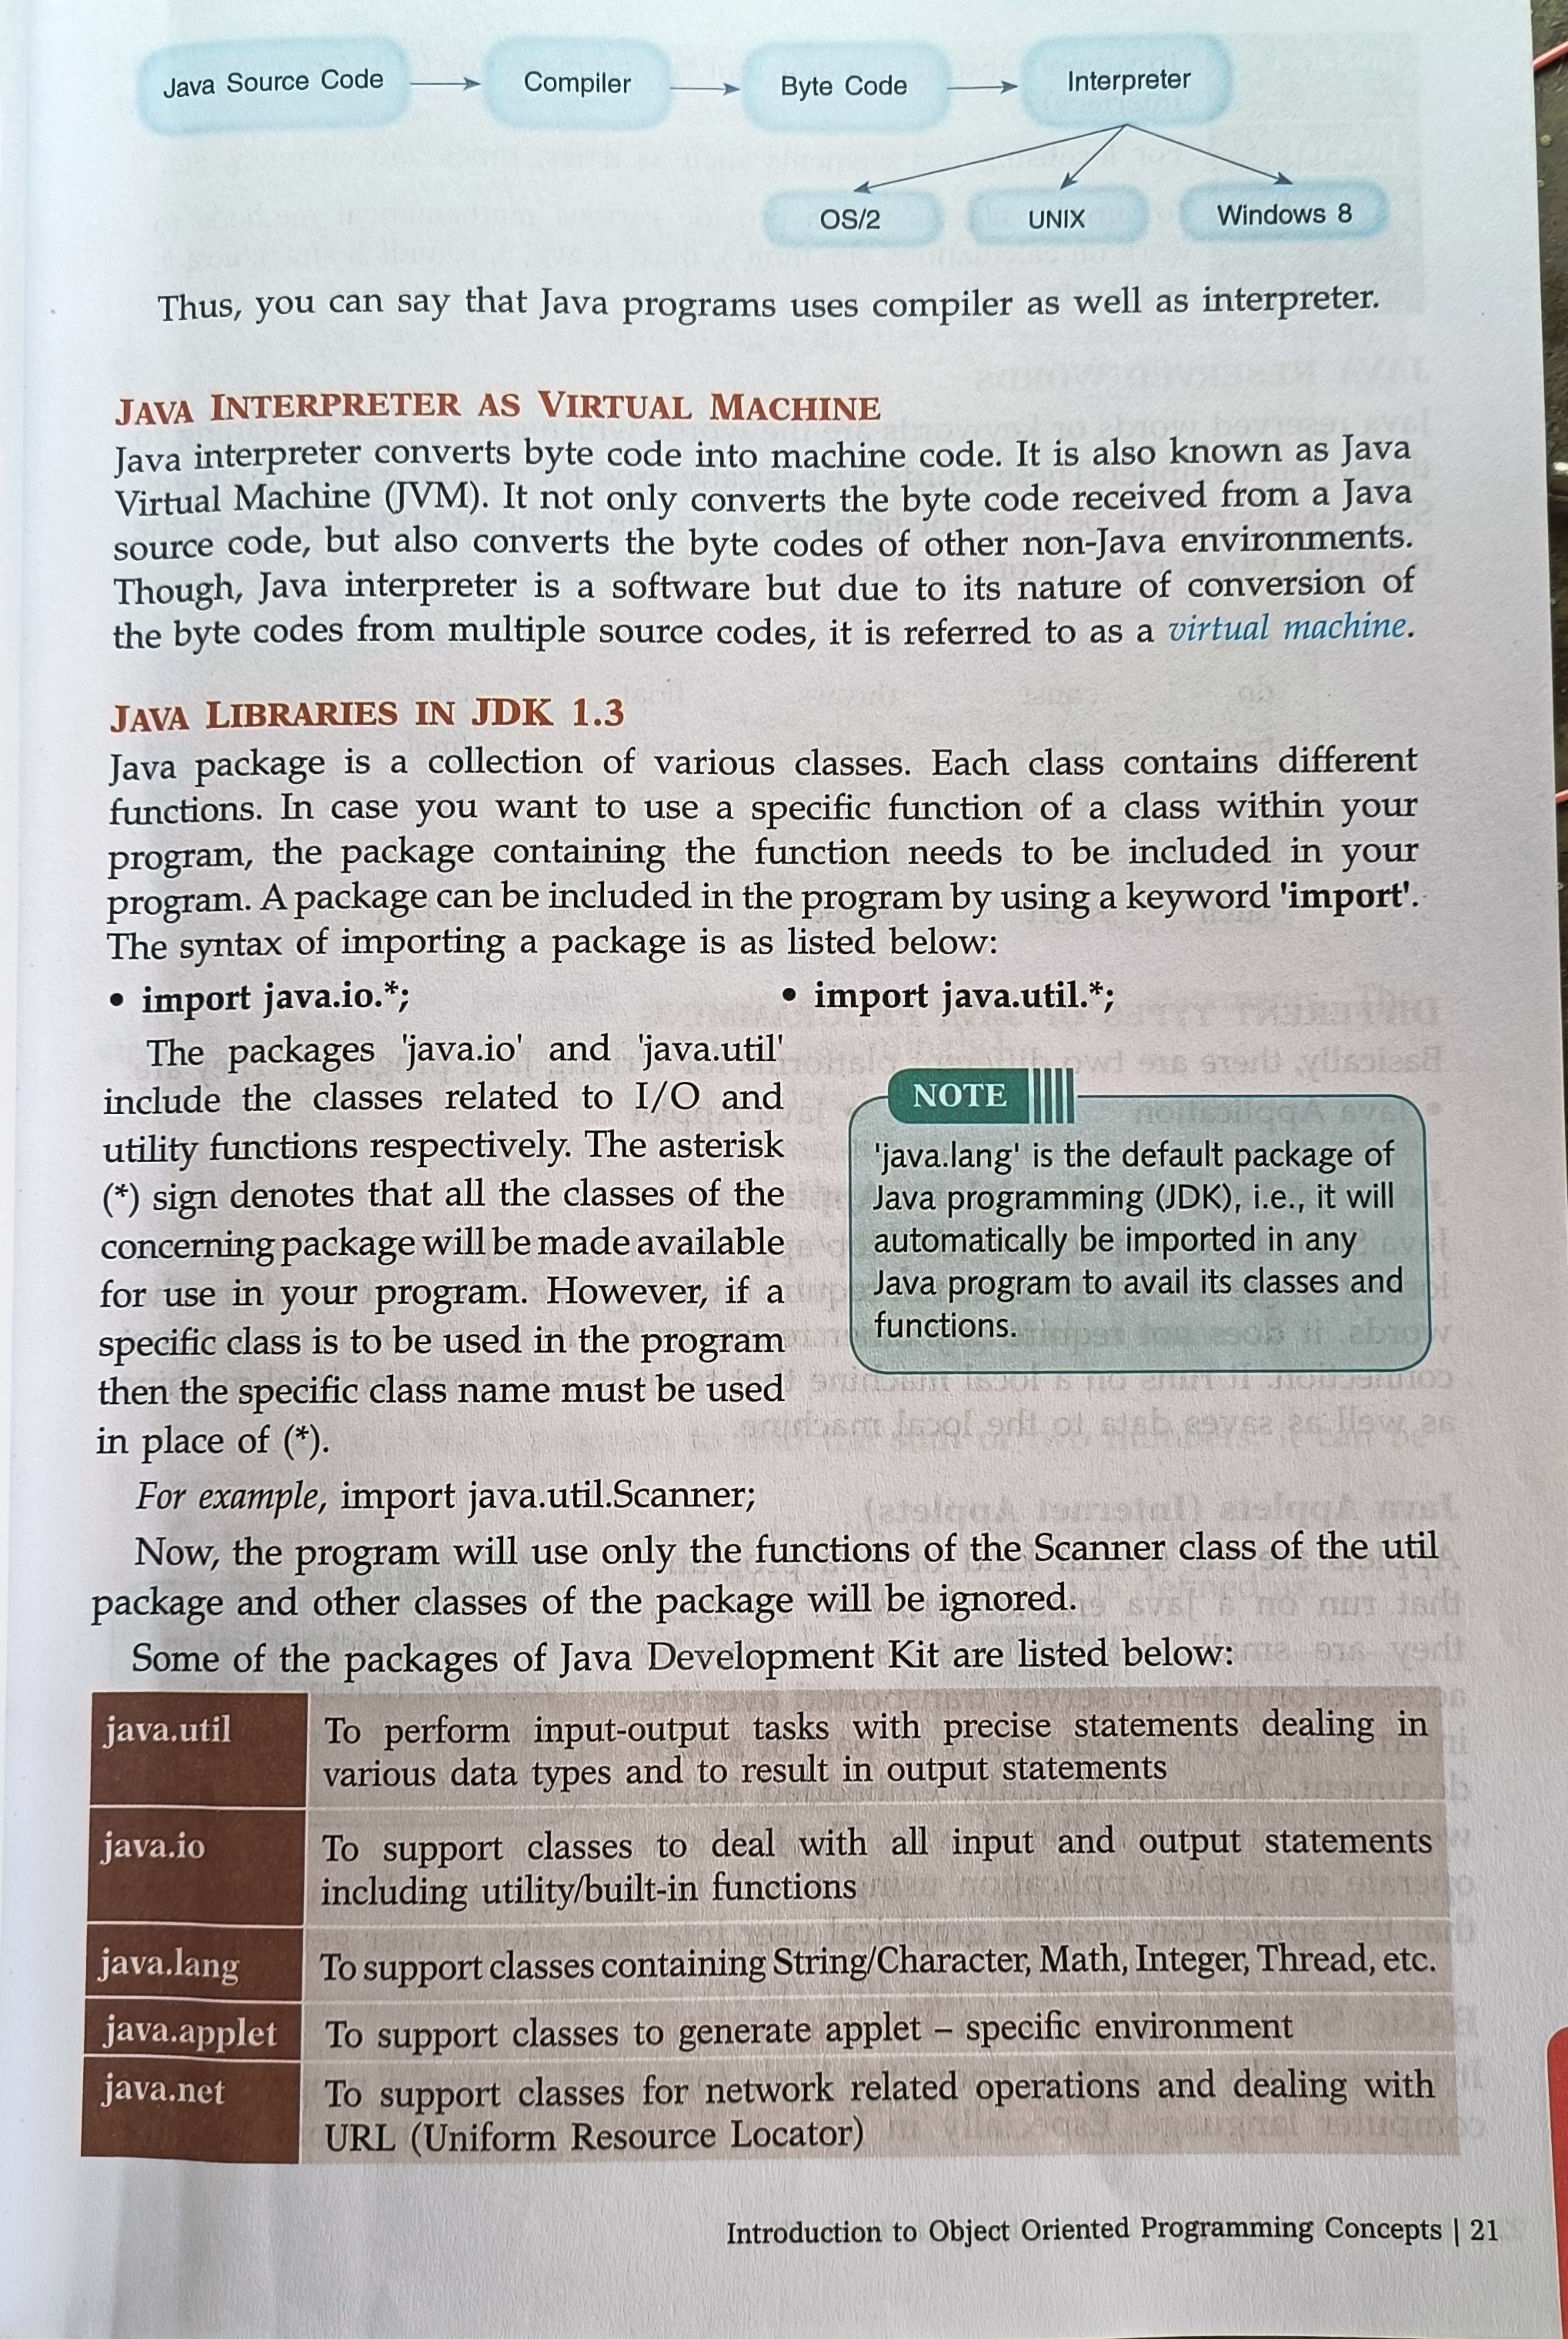 Java Source Code
Compiler
Byte Code
Interpreter
OS/2
UNIX
Windows 8
Thus, you can say that Java programs uses compiler as well as interpreter.
JAVA INTERPRETER AS VIRTUAL MACHINE
Java interpreter converts byte code into machine code. It is also known as Java
Virtual Machine (JVM). It not only converts the byte code received from a Java
source code, but also converts the byte codes of other non-Java environments.
Though, Java interpreter is a software but due to its nature of conversion of
the byte codes from multiple source codes, it is referred to as a virtual machine.
JAVA LIBRARIES IN JDK 1.3
Java package is a collection of various classes. Each class contains different
functions. In case you want to use a specific function of a class within your
program, the package containing the function needs to be included in your
program. A package can be included in the program by using a keyword 'import'.
The syntax of importing a package is as listed below:
• import java.io.*;
• import java.util.*;
The packages 'java.io' and 'java.util'
include the classes related to I/O and
utility functions respectively. The asterisk
(*) sign denotes that all the classes of the
concerning package will be made available
for use in your program. However, if a
specific class is to be used in the program
then the specific class name must be used
in place of (*).
NOTE
'java.lang' is the default package of
Java programming (JDK), i.e., it will
automatically be imported in any
Java program to avail its classes and
functions.
For example, import java.util.Scanner;
Now, the program will use only the functions of the Scanner class of the util
package and other classes of the package will be ignored.
Some of the packages of Java Development Kit are listed below:
java.util
To perform input-output tasks with precise statements dealing in
various data types and to result in output statements
java.io
To support classes to deal with all input and output statements
including utility/built-in functions
java.lang
To support classes containing String/Character, Math, Integer, Thread, etc.
java.applet
To support classes to generate applet – specific environment
java.net
To support classes for network related operations and dealing with
URL (Uniform Resource Locator)
Introduction to Object Oriented Programming Concepts | 21